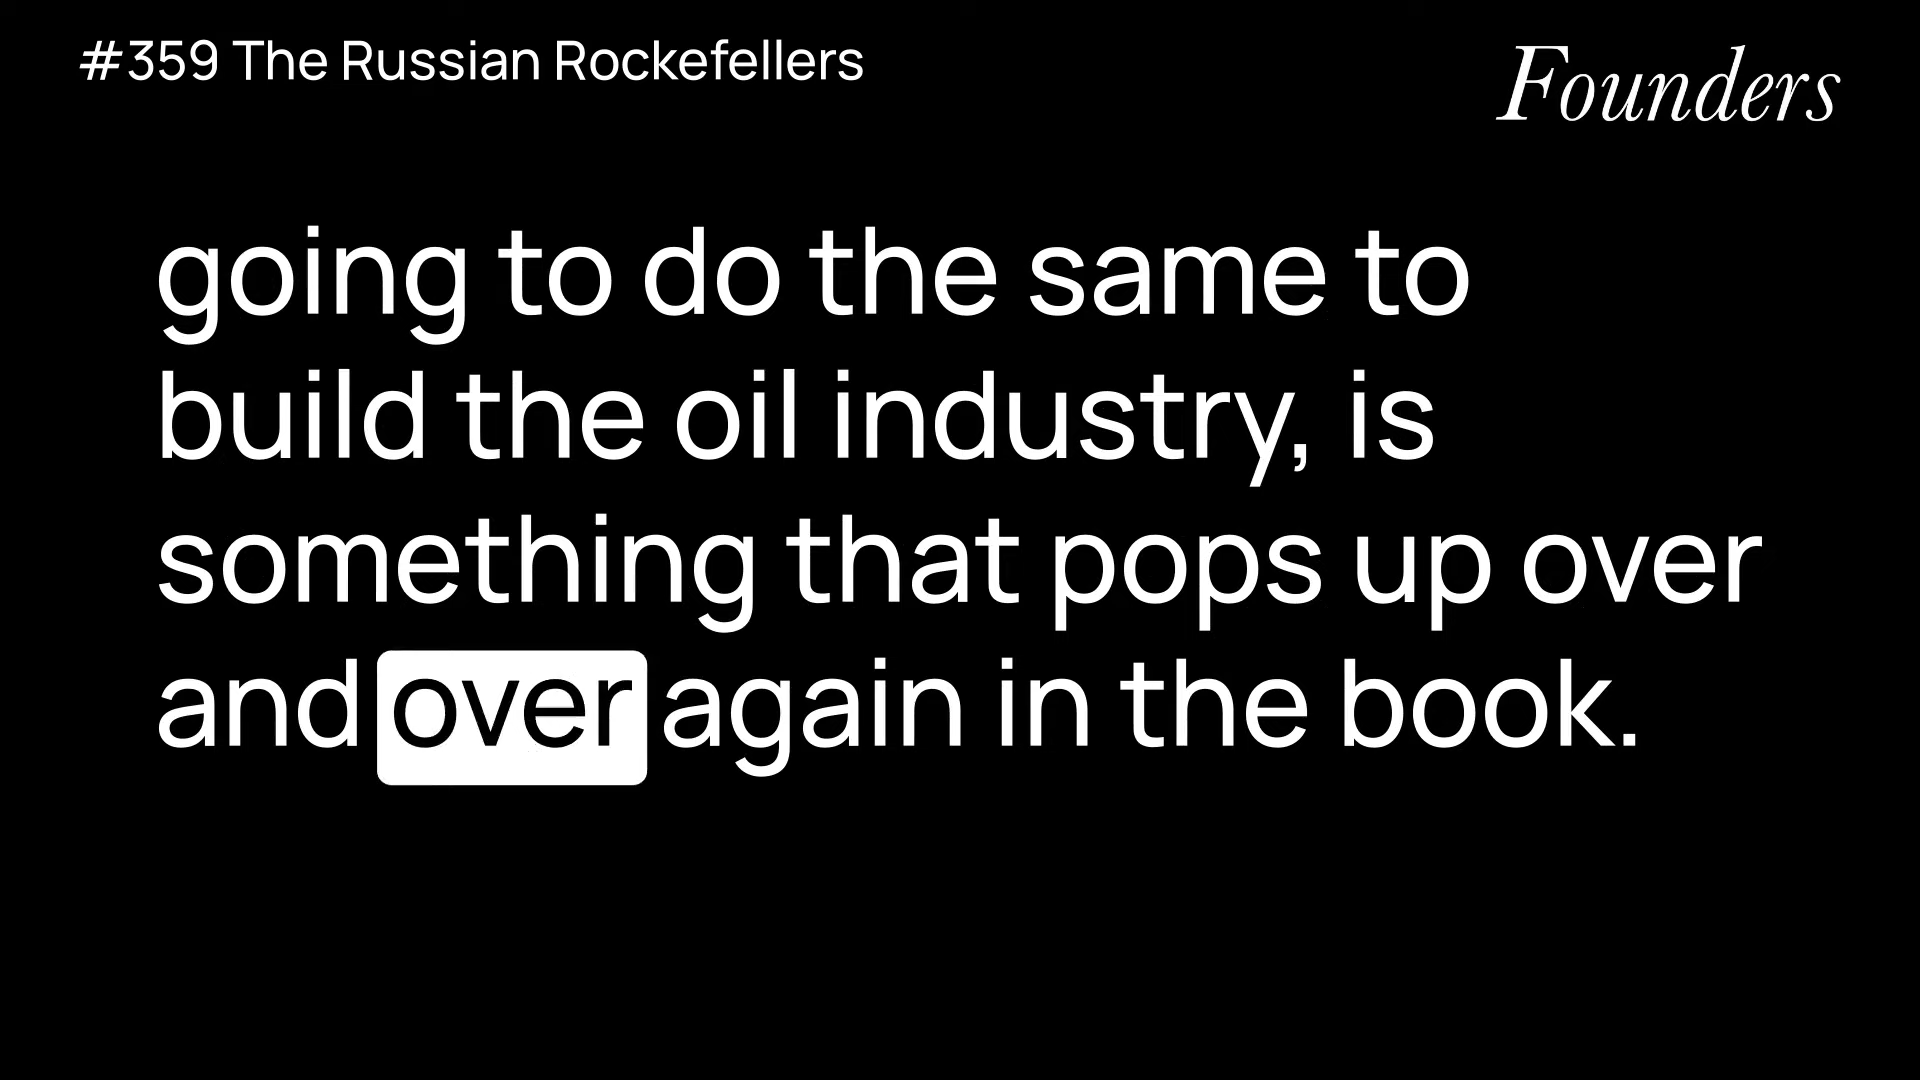 #359 The Russian Rockefellers
Founders
going to do the same to
build the oil industry, is
something that pops up over
and over again in the book.